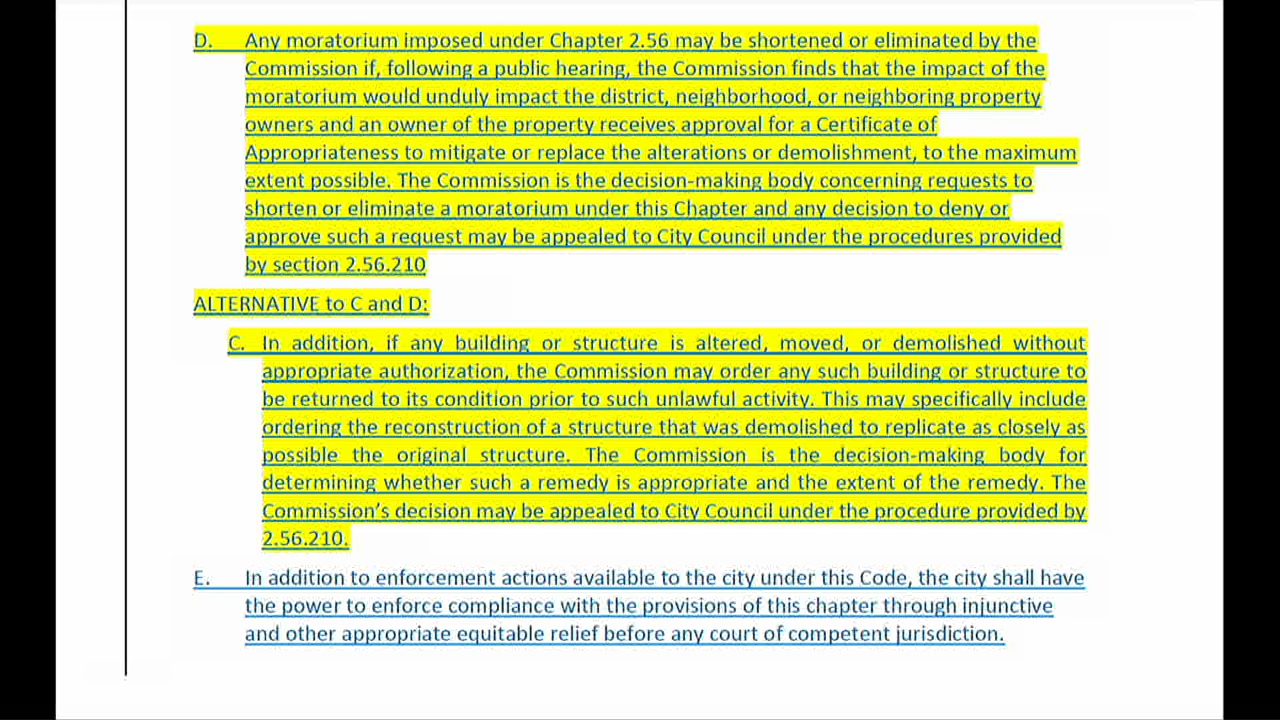 D. Any moratorium imposed under Chapter 2.56 may be shortened or eliminated by the
Commission if, following a public hearing, the Commission finds that the impact of the
moratorium would unduly impact the district, neighborhood, or neighboring property
owners and an owner of the property receives approval for a Certificate of
Appropriateness to mitigate or replace the alterations or demolishment, to the maximum
extent possible. The Commission is the decision-making body concerning requests to
shorten or eliminate a moratorium under this Chapter and any decision to deny or
approve such a request may be appealed to City Council under the procedures provided
by section 2.56.210
ALTERNATIVE to C and D:
C. In addition, if any building or structure is altered, moved, or demolished without
appropriate authorization, the Commission may order any such building or structure to
be returned to its condition prior to such unlawful activity. This may specifically include
ordering the reconstruction of a structure that was demolished to replicate as closely as
possible the original structure. The Commission is the decision-making body for
determining whether such a remedy is appropriate and the extent of the remedy. The
Commission's decision may be appealed to City Council under the procedure provided by
2.56.210.
E. In addition to enforcement actions available to the city under this Code, the city shall have
the power to enforce compliance with the provisions of this chapter through injunctive
and other appropriate equitable relief before any court of competent jurisdiction.